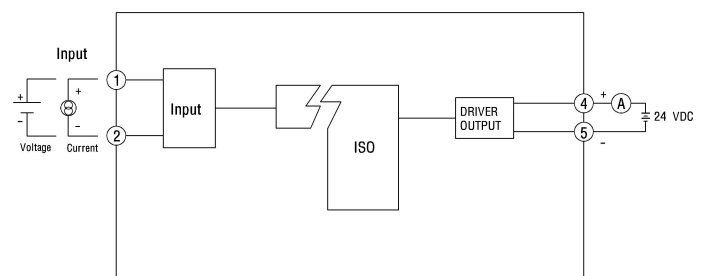 Input
1
+
+
Input
-
-
2
Voltage
Current
ISO
DRIVER
OUTPUT
4
+
A
24 VDC
5
-